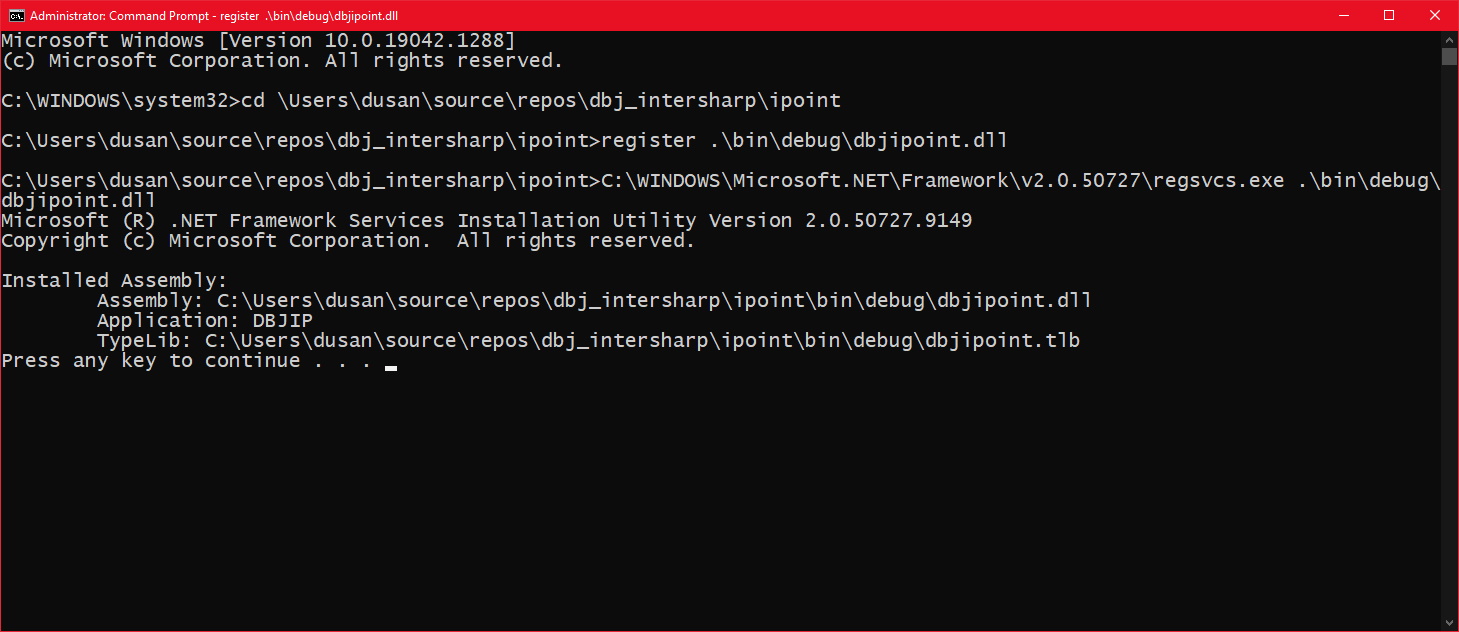 Administrator: Command Prompt - register .\bin\debug\dbjipoint.dll
Microsoft Windows [Version 10.0.19042.1288]
(c) Microsoft Corporation. All rights reserved.
C:\WINDOWS\system32>cd \Users\dusan\source\repos\dbj_intersharp\ipoint
C:\Users\dusan\source\repos\dbj_intersharp\ipoint>register .\bin\debug\dbjipoint.dll
C:\Users\dusan\source\repos\dbj_intersharp\ipoint>C:\WINDOWS\Microsoft.NET\Framework\v2.0.50727\regsvcs.exe .\bin\debug\
dbjipoint.dll
Microsoft (R) .NET Framework Services Installation Utility Version 2.0.50727.9149
Copyright (c) Microsoft Corporation.  All rights reserved.
Installed Assembly:
        Assembly: C:\Users\dusan\source\repos\dbj_intersharp\ipoint\bin\debug\dbjipoint.dll
        Application: DBJIP
        TypeLib: C:\Users\dusan\source\repos\dbj_intersharp\ipoint\bin\debug\dbjipoint.tlb
Press any key to continue . . .